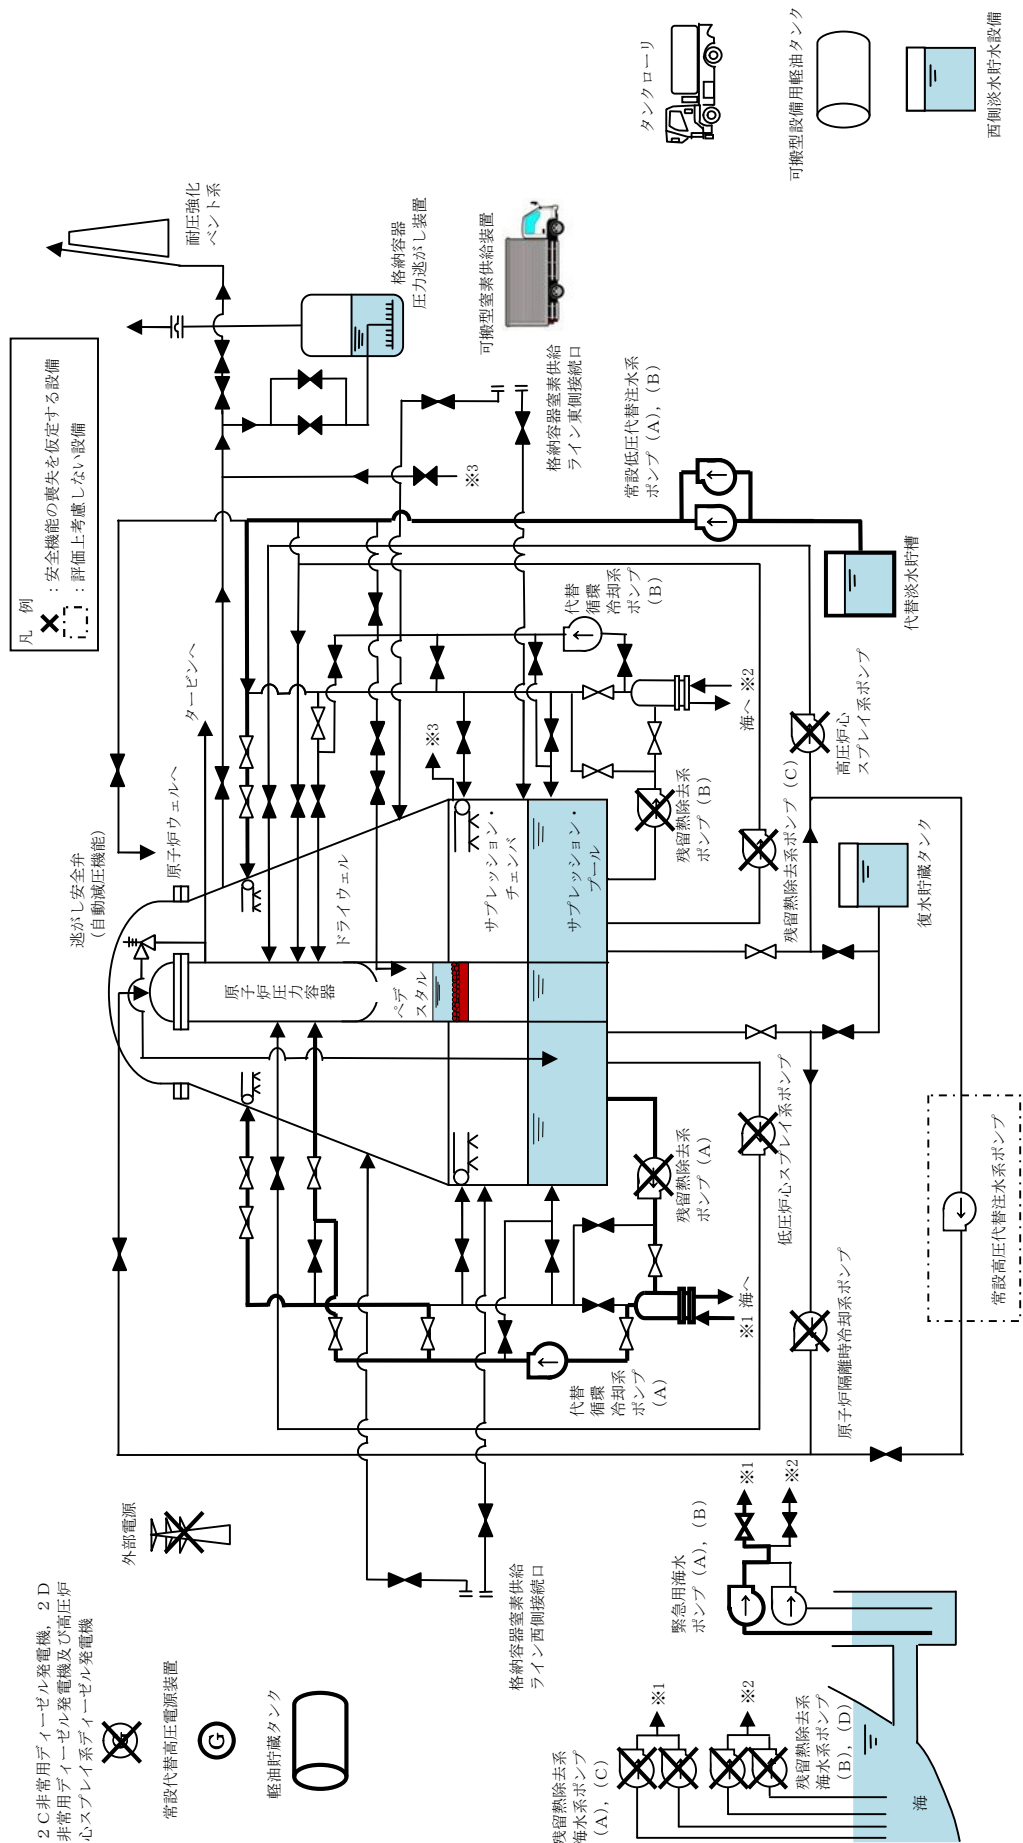 2C非常用ディーゼル発電機,2D
非常用ディーゼル発電機及び高圧炉
心スプレイ系ディーゼル発電機
常設代替高圧電源装置
G
軽油貯蔵タンク
外部電源
格納容器窒素供給
ライン西側接続口
残留熱除去系
海水系ポンプ
(A),(C)
※1
※2
残留熱除去系
海水系ポンプ
(B),(D)
海
緊急用海水
ポンプ(A),(B)
※1
※2
逃がし安全弁
(自動減圧機能)
原子炉ウェルへ
タービンへ
原子炉圧力容器
ドライウェル
ペデ
スタル
サプレッション・
チェンバ
サプレッション・
プール
※3
代替
循環
冷却系
ポンプ
(A)
※1
海へ
残留熱除去系
ポンプ(A)
低圧炉心スプレイ系ポンプ
原子炉隔離時冷却系ポンプ
常設高圧代替注水系ポンプ
残留熱除去系
ポンプ(B)
海へ
※2
代替
循環
冷却系
ポンプ
(B)
残留熱除去系ポンプ(C)
高圧炉心
スプレイ系ポンプ
復水貯蔵タンク
凡 例
:安全機能の喪失を仮定する設備
:評価上考慮しない設備
耐圧強化
ベント系
格納容器
圧力逃がし装置
※3
可搬型窒素供給装置
格納容器窒素供給
ライン東側接続口
常設低圧代替注水系
ポンプ(A),(B)
代替淡水貯槽
タンクローリ
可搬型設備用軽油タンク
西側淡水貯水設備